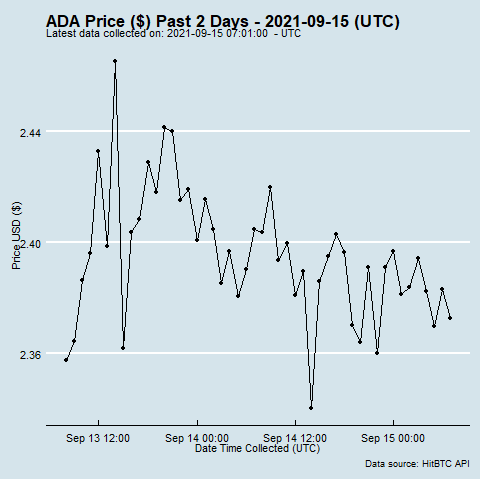 ADA Price ($) Past 2 Days - 2021-09-15 (UTC)
Latest data collected on: 2021-09-15 07:01:00  - UTC
2.44
2.40
2.36
Price USD ($)
Sep 13 12:00 Sep 14 00:00 Sep 14 12:00 Sep 15 00:00
Date Time Collected (UTC)
Data source: HitBTC API